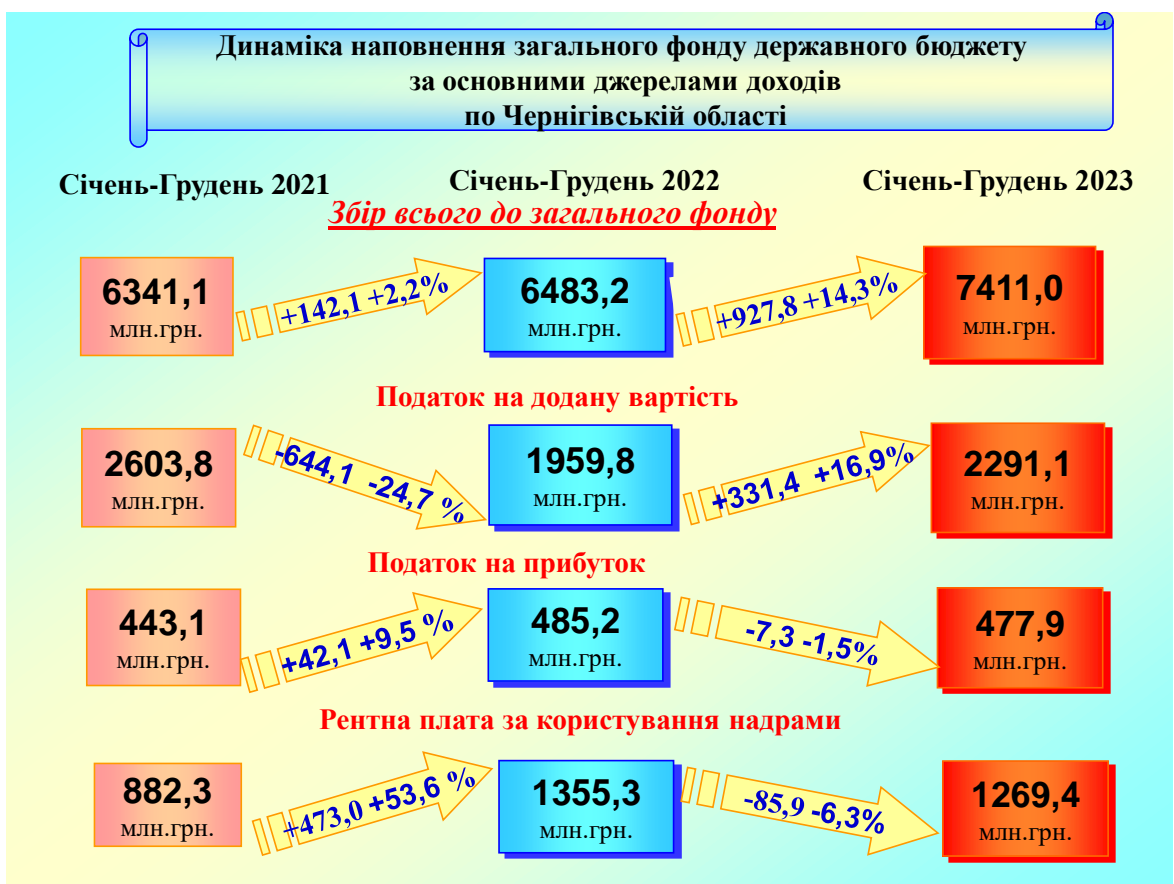 Динаміка наповнення загального фонду державного бюджету
за основними джерелами доходів
по Чернігівській області
Січень-Грудень 2021
Січень-Грудень 2022
Січень-Грудень 2023
Збір всього до загального фонду
6341,1
млн.грн.
+142,1 +2,2%
6483,2
млн.грн.
+927,8 +14,3%
7411,0
млн.грн.
Податок на додану вартість
2603,8
млн.грн.
-644,1 -24,7 %
1959,8
млн.грн.
+331,4 +16,9%
2291,1
млн.грн.
Податок на прибуток
443,1
млн.грн.
+42,1 +9,5 %
485,2
млн.грн.
-7,3 -1,5%
477,9
млн.грн.
Рентна плата за користування надрами
882,3
млн.грн.
+473,0 +53,6 %
1355,3
млн.грн.
-85,9 -6,3%
1269,4
млн.грн.